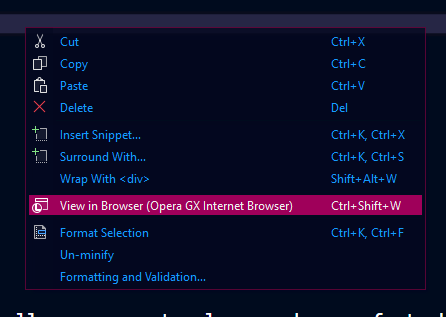 Cut Ctrl+X
Copy Ctrl+C
Paste Ctrl+V
Delete Del
Insert Snippet... Ctrl+K, Ctrl+X
Surround With... Ctrl+K, Ctrl+S
Wrap With <div> Shift+Alt+W
View in Browser (Opera GX Internet Browser) Ctrl+Shift+W
Format Selection Ctrl+K, Ctrl+F
Un-minify
Formatting and Validation...